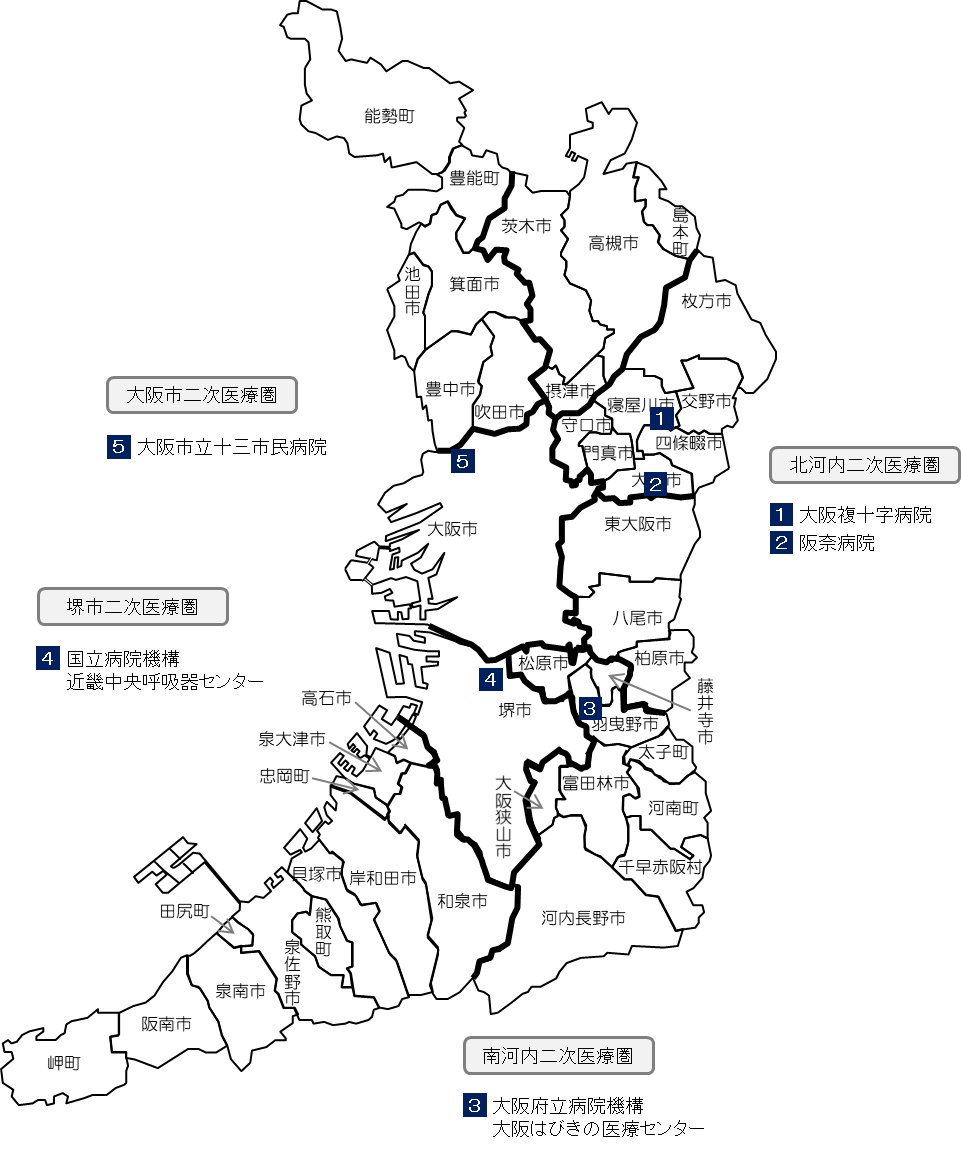 能勢町
豊能町
茨木市
高槻市
島本町
箕面市
池田市
枚方市
豊中市
吹田市
摂津市
寝屋川市
交野市
守口市
1
四條畷市
門真市
大阪市二次医療圏
5 大阪市立十三市民病院
5
2
大 市
北河内二次医療圏
1 大阪複十字病院
2 阪奈病院
大阪市
東大阪市
八尾市
堺市二次医療圏
4 国立病院機構
近畿中央呼吸器センター
松原市
柏原市
4
藤井寺市
3
堺市
羽曳野市
高石市
泉大津市
忠岡町
太子町
大阪狭山市
富田林市
河南町
千早赤阪村
貝塚市
岸和田市
和泉市
河内長野市
田尻町
熊取町
泉佐野市
泉南市
阪南市
岬町
南河内二次医療圏
3 大阪府立病院機構
大阪はびきの医療センター